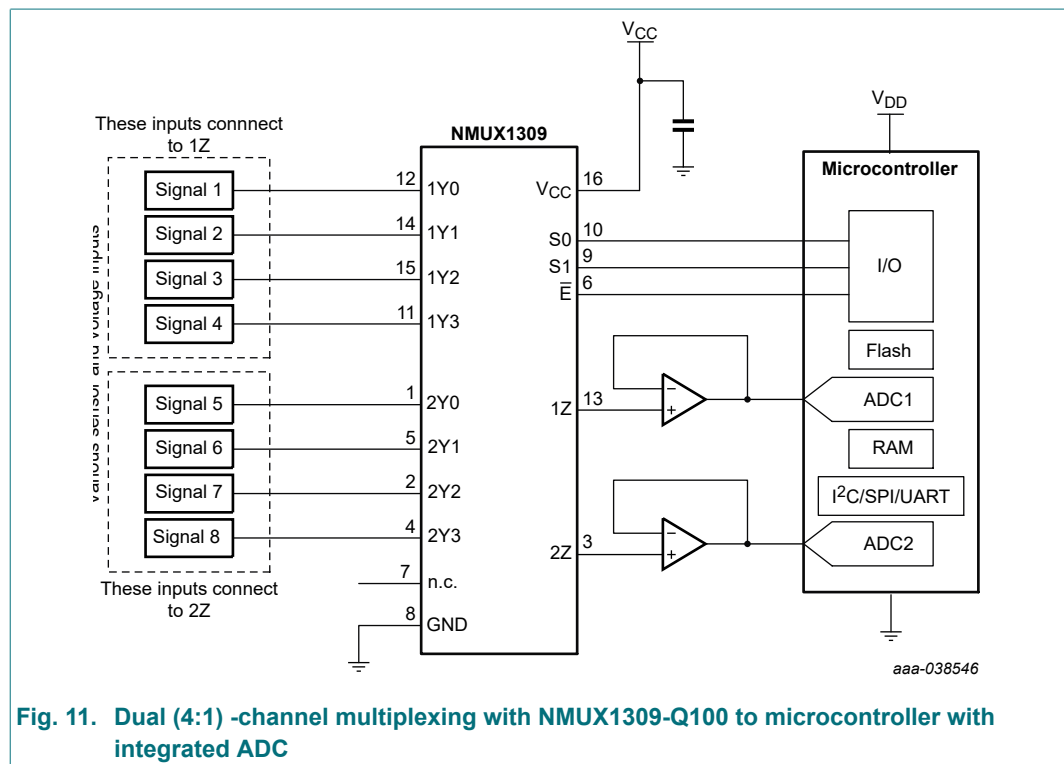 V_CC
V_DD
These inputs connnect
to 1Z
NMUX1309
Microcontroller
Signal 1
12
1Y0
V_CC
16
Signal 2
14
1Y1
S0
10
Signal 3
15
1Y2
S1
9
I/O
E̅
6
Signal 4
11
1Y3
Flash
Signal 5
1
2Y0
1Z
13
−
+
ADC1
Signal 6
5
2Y1
RAM
Signal 7
2
2Y2
I²C/SPI/UART
Signal 8
4
2Y3
2Z
3
−
+
ADC2
These inputs connect
to 2Z
7
n.c.
8
GND
aaa-038546
Fig. 11. Dual (4:1) -channel multiplexing with NMUX1309-Q100 to microcontroller with
integrated ADC